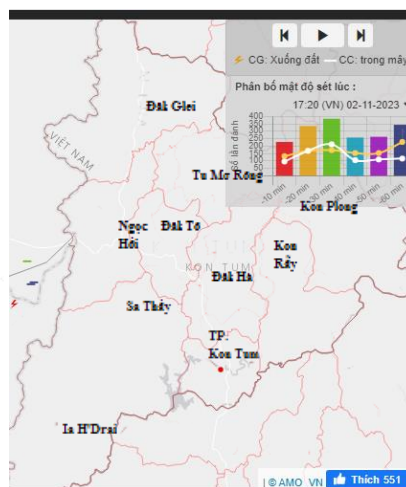 CG: Xuống đất CC: trong mây
Phân bố mật độ sét lúc :
17:20 (VN) 02-11-2023
Số lần đánh
400
350
300
250
200
150
100
50
0
-10 min -20 min -30 min -40 min -50 min -60 min
Đăk Glei
VIỆT NAM
Tu Mơ Rông
Kon Plong
Ngọc
Hồi
Đăk Tô
Kon
Rẫy
KON TUM
Đăk Hà
Sa Thầy
TP.
Kon Tum
Ia H'Drai
| © AMO_VN
Thích 551